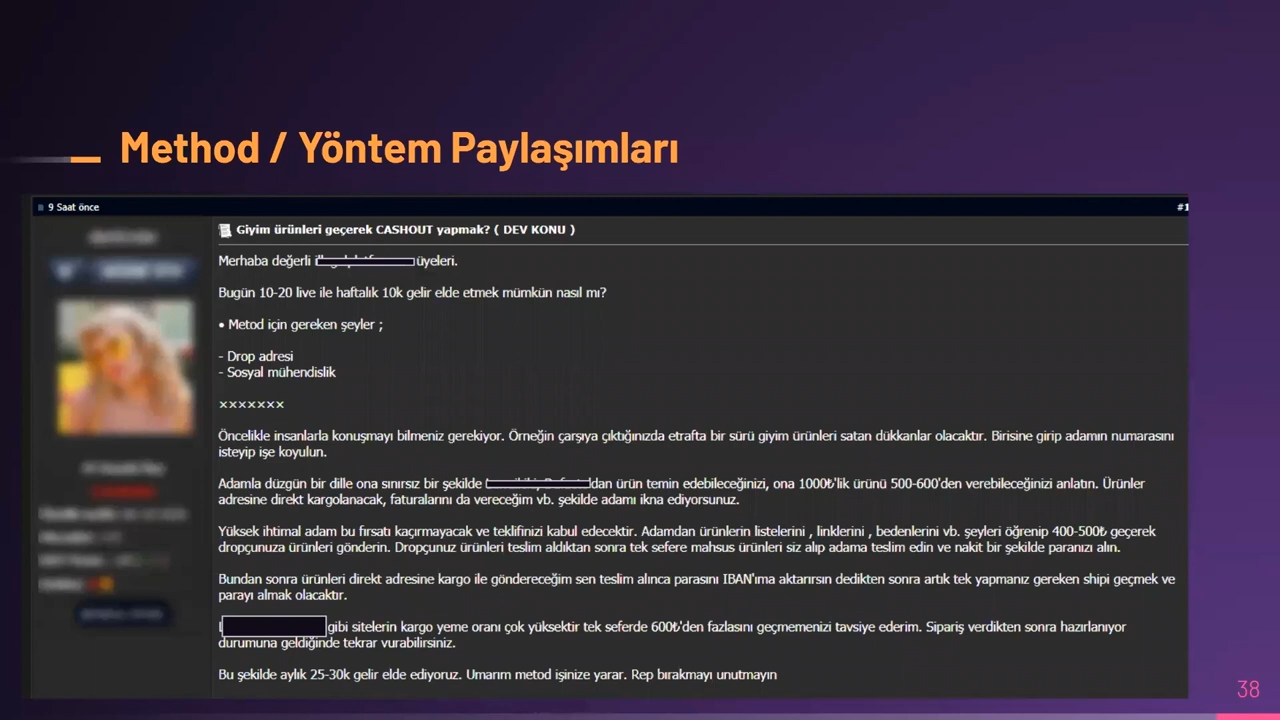 Method / Yöntem Paylaşımları
9 Saat önce
#1
Giyim ürünleri geçerek CASHOUT yapmak? ( DEV KONU )
Merhaba değerli üyeleri.
Bugün 10-20 live ile haftalık 10k gelir elde etmek mümkün nasıl mı?
• Metod için gereken şeyler ;
- Drop adresi
- Sosyal mühendislik
×××××××
Öncelikle insanlarla konuşmayı bilmeniz gerekiyor. Örneğin çarşıya çıktığınızda etrafta bir sürü giyim ürünleri satan dükkanlar olacaktır. Birisine girip adamın numarasını
isteyip işe koyulun.
Adamla düzgün bir dille ona sınırsız bir şekilde 'dan ürün temin edebileceğinizi, ona 1000₺'lik ürünü 500-600'den verebileceğinizi anlatın. Ürünler
adresine direkt kargolanacak, faturalarını da vereceğim vb. şekilde adamı ikna ediyorsunuz.
Yüksek ihtimal adam bu fırsatı kaçırmayacak ve teklifinizi kabul edecektir. Adamdan ürünlerin listelerini , linklerini , bedenlerini vb. şeyleri öğrenip 400-500₺ geçerek
dropçunuza ürünleri gönderin. Dropçunuz ürünleri teslim aldıktan sonra tek sefere mahsus ürünleri siz alıp adama teslim edin ve nakit bir şekilde paranızı alın.
Bundan sonra ürünleri direkt adresine kargo ile göndereceğim sen teslim alınca parasını IBAN'ıma aktarırsın dedikten sonra artık tek yapmanız gereken shipi geçmek ve
parayı almak olacaktır.
gibi sitelerin kargo yeme oranı çok yüksektir tek seferde 600₺'den fazlasını geçmemenizi tavsiye ederim. Sipariş verdikten sonra hazırlanıyor
durumuna geldiğinde tekrar vurabilirsiniz.
Bu şekilde aylık 25-30k gelir elde ediyoruz. Umarım metod işinize yarar. Rep bırakmayı unutmayın
38